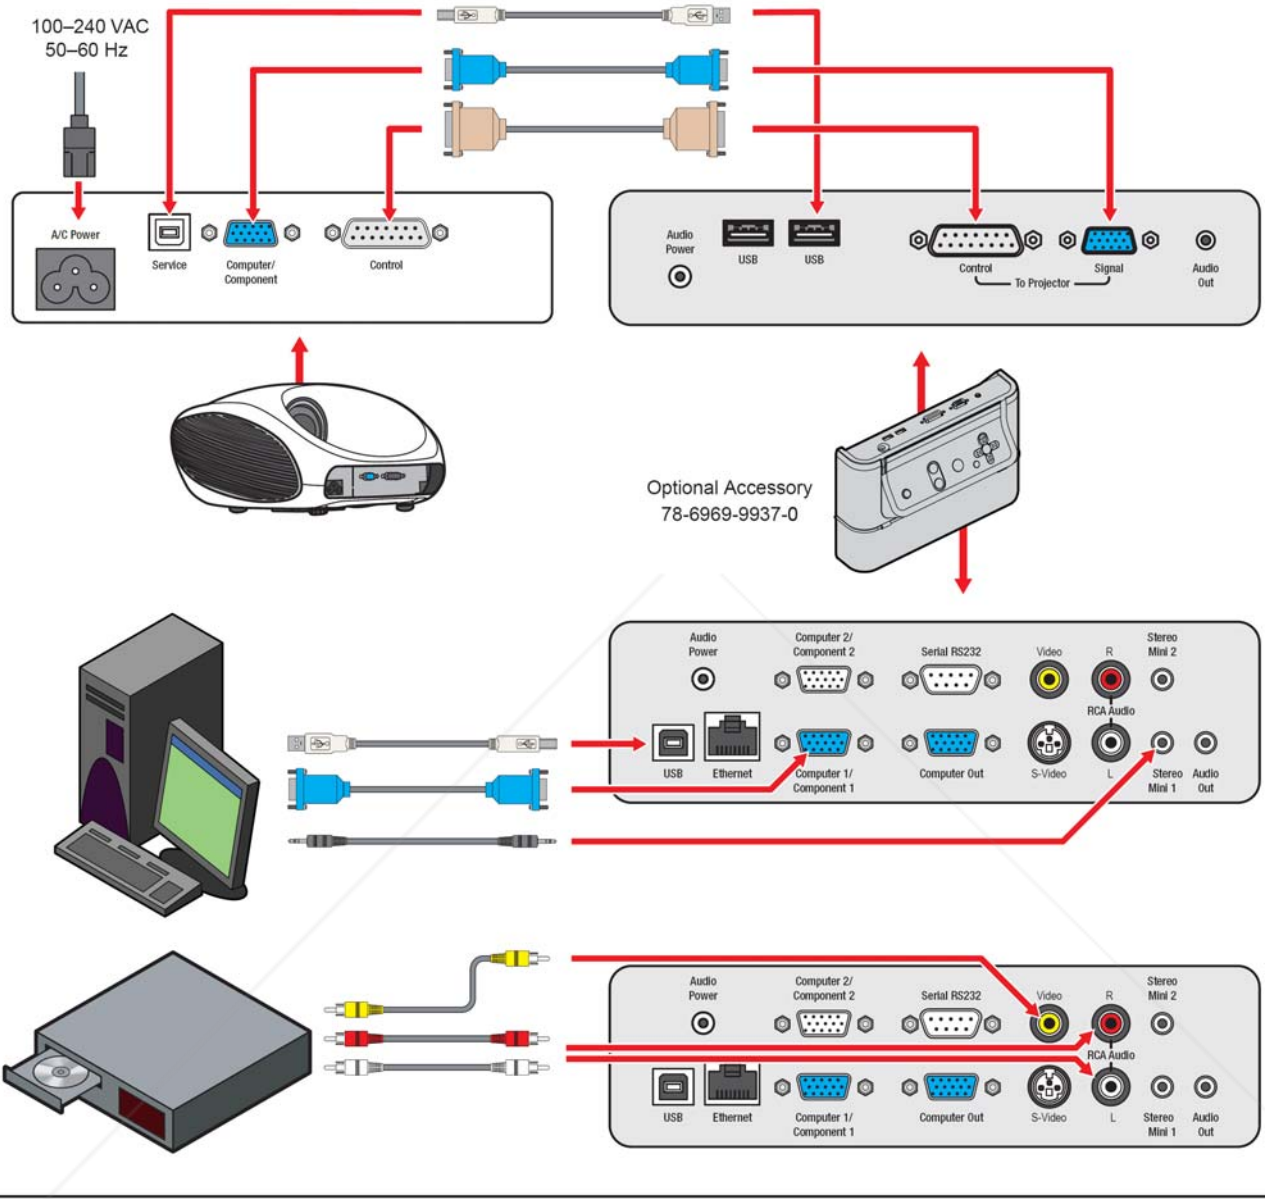 100–240 VAC
50–60 Hz
A/C Power
Service
Computer/
Component
Control
Audio
Power
USB
USB
Control
Signal
To Projector
Audio
Out
Optional Accessory
78-6969-9937-0
Audio
Power
Computer 2/
Component 2
Serial RS232
Video
R
Stereo
Mini 2
RCA Audio
USB
Ethernet
Computer 1/
Component 1
Computer Out
S-Video
L
Stereo
Mini 1
Audio
Out
Audio
Power
Computer 2/
Component 2
Serial RS232
Video
R
Stereo
Mini 2
RCA Audio
USB
Ethernet
Computer 1/
Component 1
Computer Out
S-Video
L
Stereo
Mini 1
Audio
Out